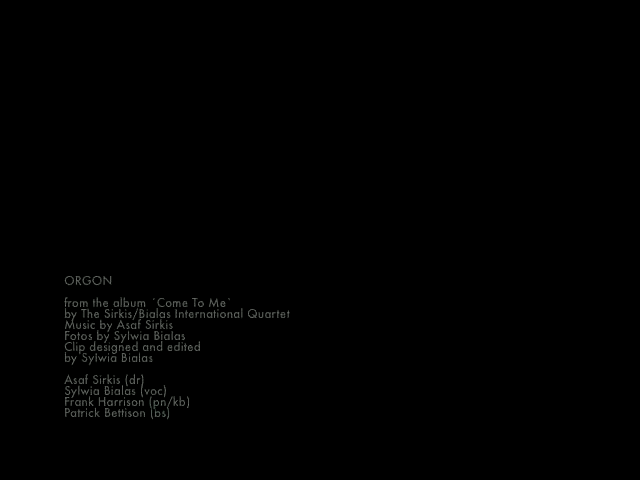 ORGON
from the album ´Come To Me`
by The Sirkis/Bialas International Quartet
Music by Asaf Sirkis
Fotos by Sylwia Bialas
Clip designed and edited
by Sylwia Bialas
Asaf Sirkis (dr)
Sylwia Bialas (voc)
Frank Harrison (pn/kb)
Patrick Bettison (bs)